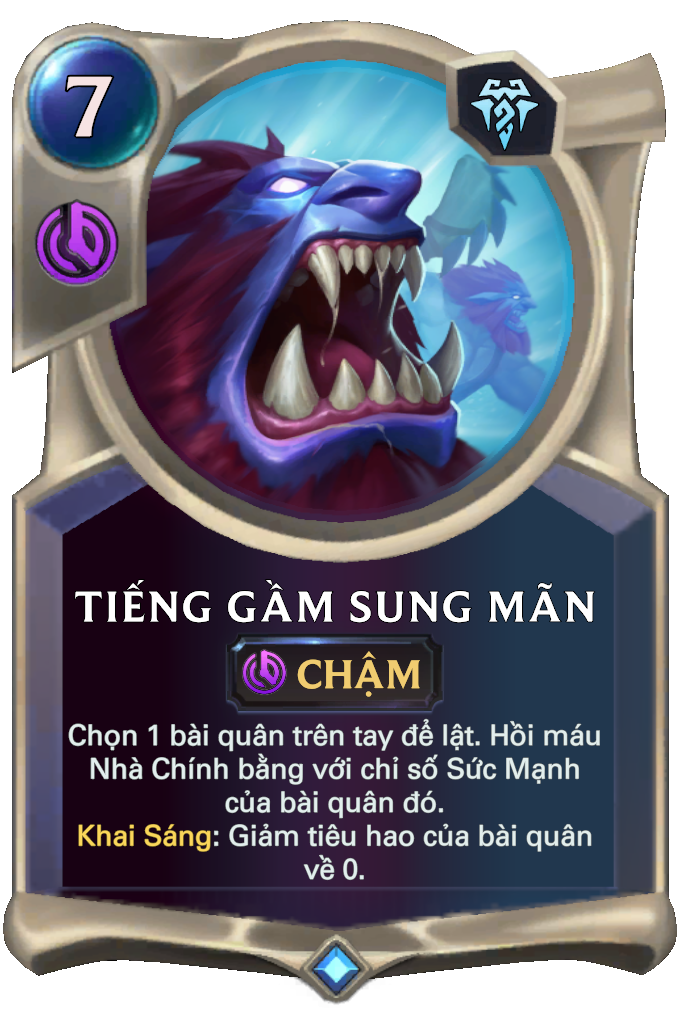 7
TIẾNG GẦM SUNG MÃN
CHẬM
Chọn 1 bài quân trên tay để lật. Hồi máu
Nhà Chính bằng với chỉ số Sức Mạnh
của bài quân đó.
Khai Sáng: Giảm tiêu hao của bài quân
về 0.